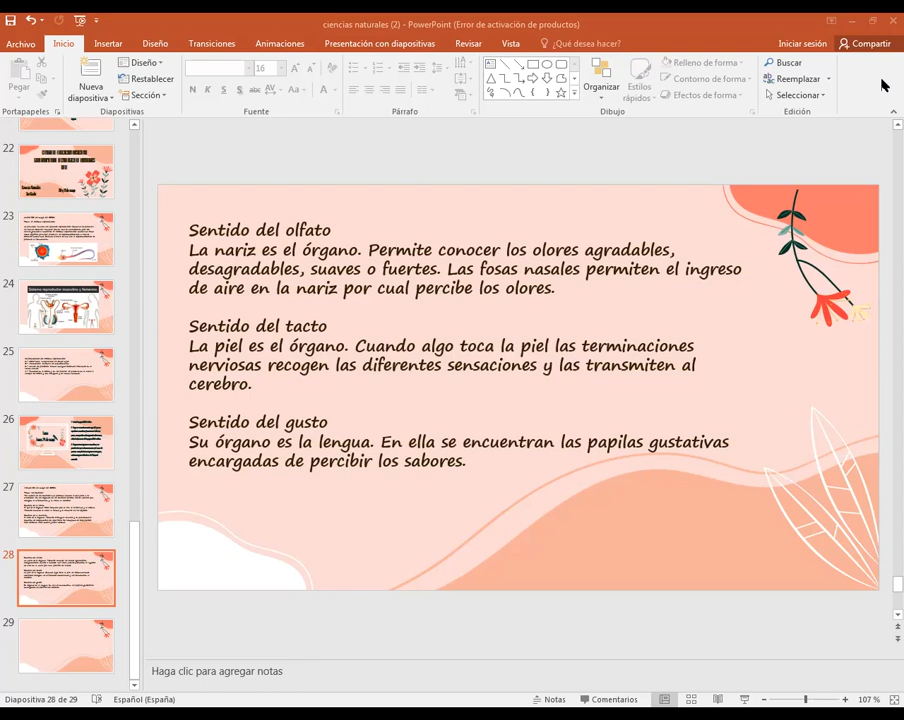 ciencias naturales (2) - PowerPoint (Error de activación de productos)
Archivo Inicio Insertar Diseño Transiciones Animaciones Presentación con diapositivas Revisar Vista ¿Qué desea hacer? Iniciar sesión Compartir
Pegar
Nueva diapositiva
Diseño
Restablecer
Sección
16
N K S S abc AV Aa A
Organizar
Estilos rápidos
Relleno de forma
Contorno de forma
Efectos de forma
Buscar
Reemplazar
Seleccionar
Portapapeles Diapositivas Fuente Párrafo Dibujo Edición
22
23
24
Sistema reproductor masculino y femenino
25
26
27
28
29
Sentido del olfato
La nariz es el órgano. Permite conocer los olores agradables,
desagradables, suaves o fuertes. Las fosas nasales permiten el ingreso
de aire en la nariz por cual percibe los olores.
Sentido del tacto
La piel es el órgano. Cuando algo toca la piel las terminaciones
nerviosas recogen las diferentes sensaciones y las transmiten al
cerebro.
Sentido del gusto
Su órgano es la lengua. En ella se encuentran las papilas gustativas
encargadas de percibir los sabores.
Haga clic para agregar notas
Diapositiva 28 de 29 Español (España) Notas Comentarios 107 %